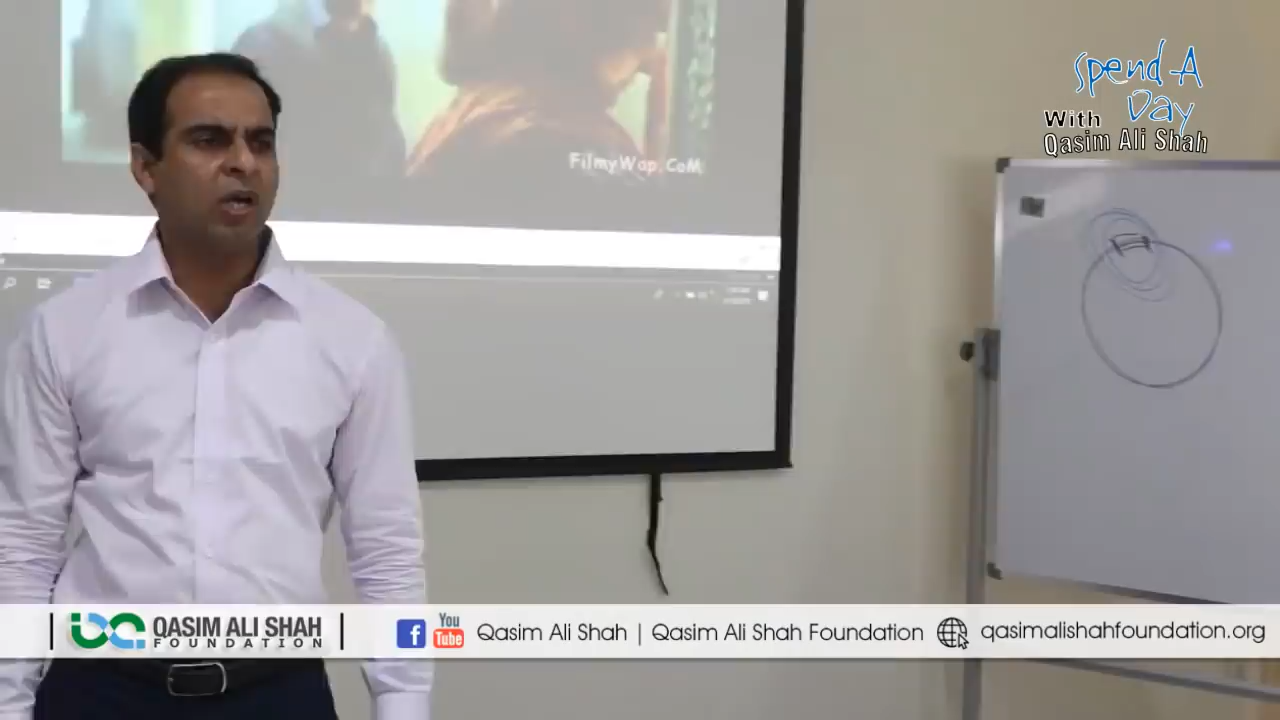 Spend A
Day
With
Qasim Ali Shah
FilmyWap.CoM
QASIM ALI SHAH
FOUNDATION
You
Tube
Qasim Ali Shah | Qasim Ali Shah Foundation
qasimalishahfoundation.org